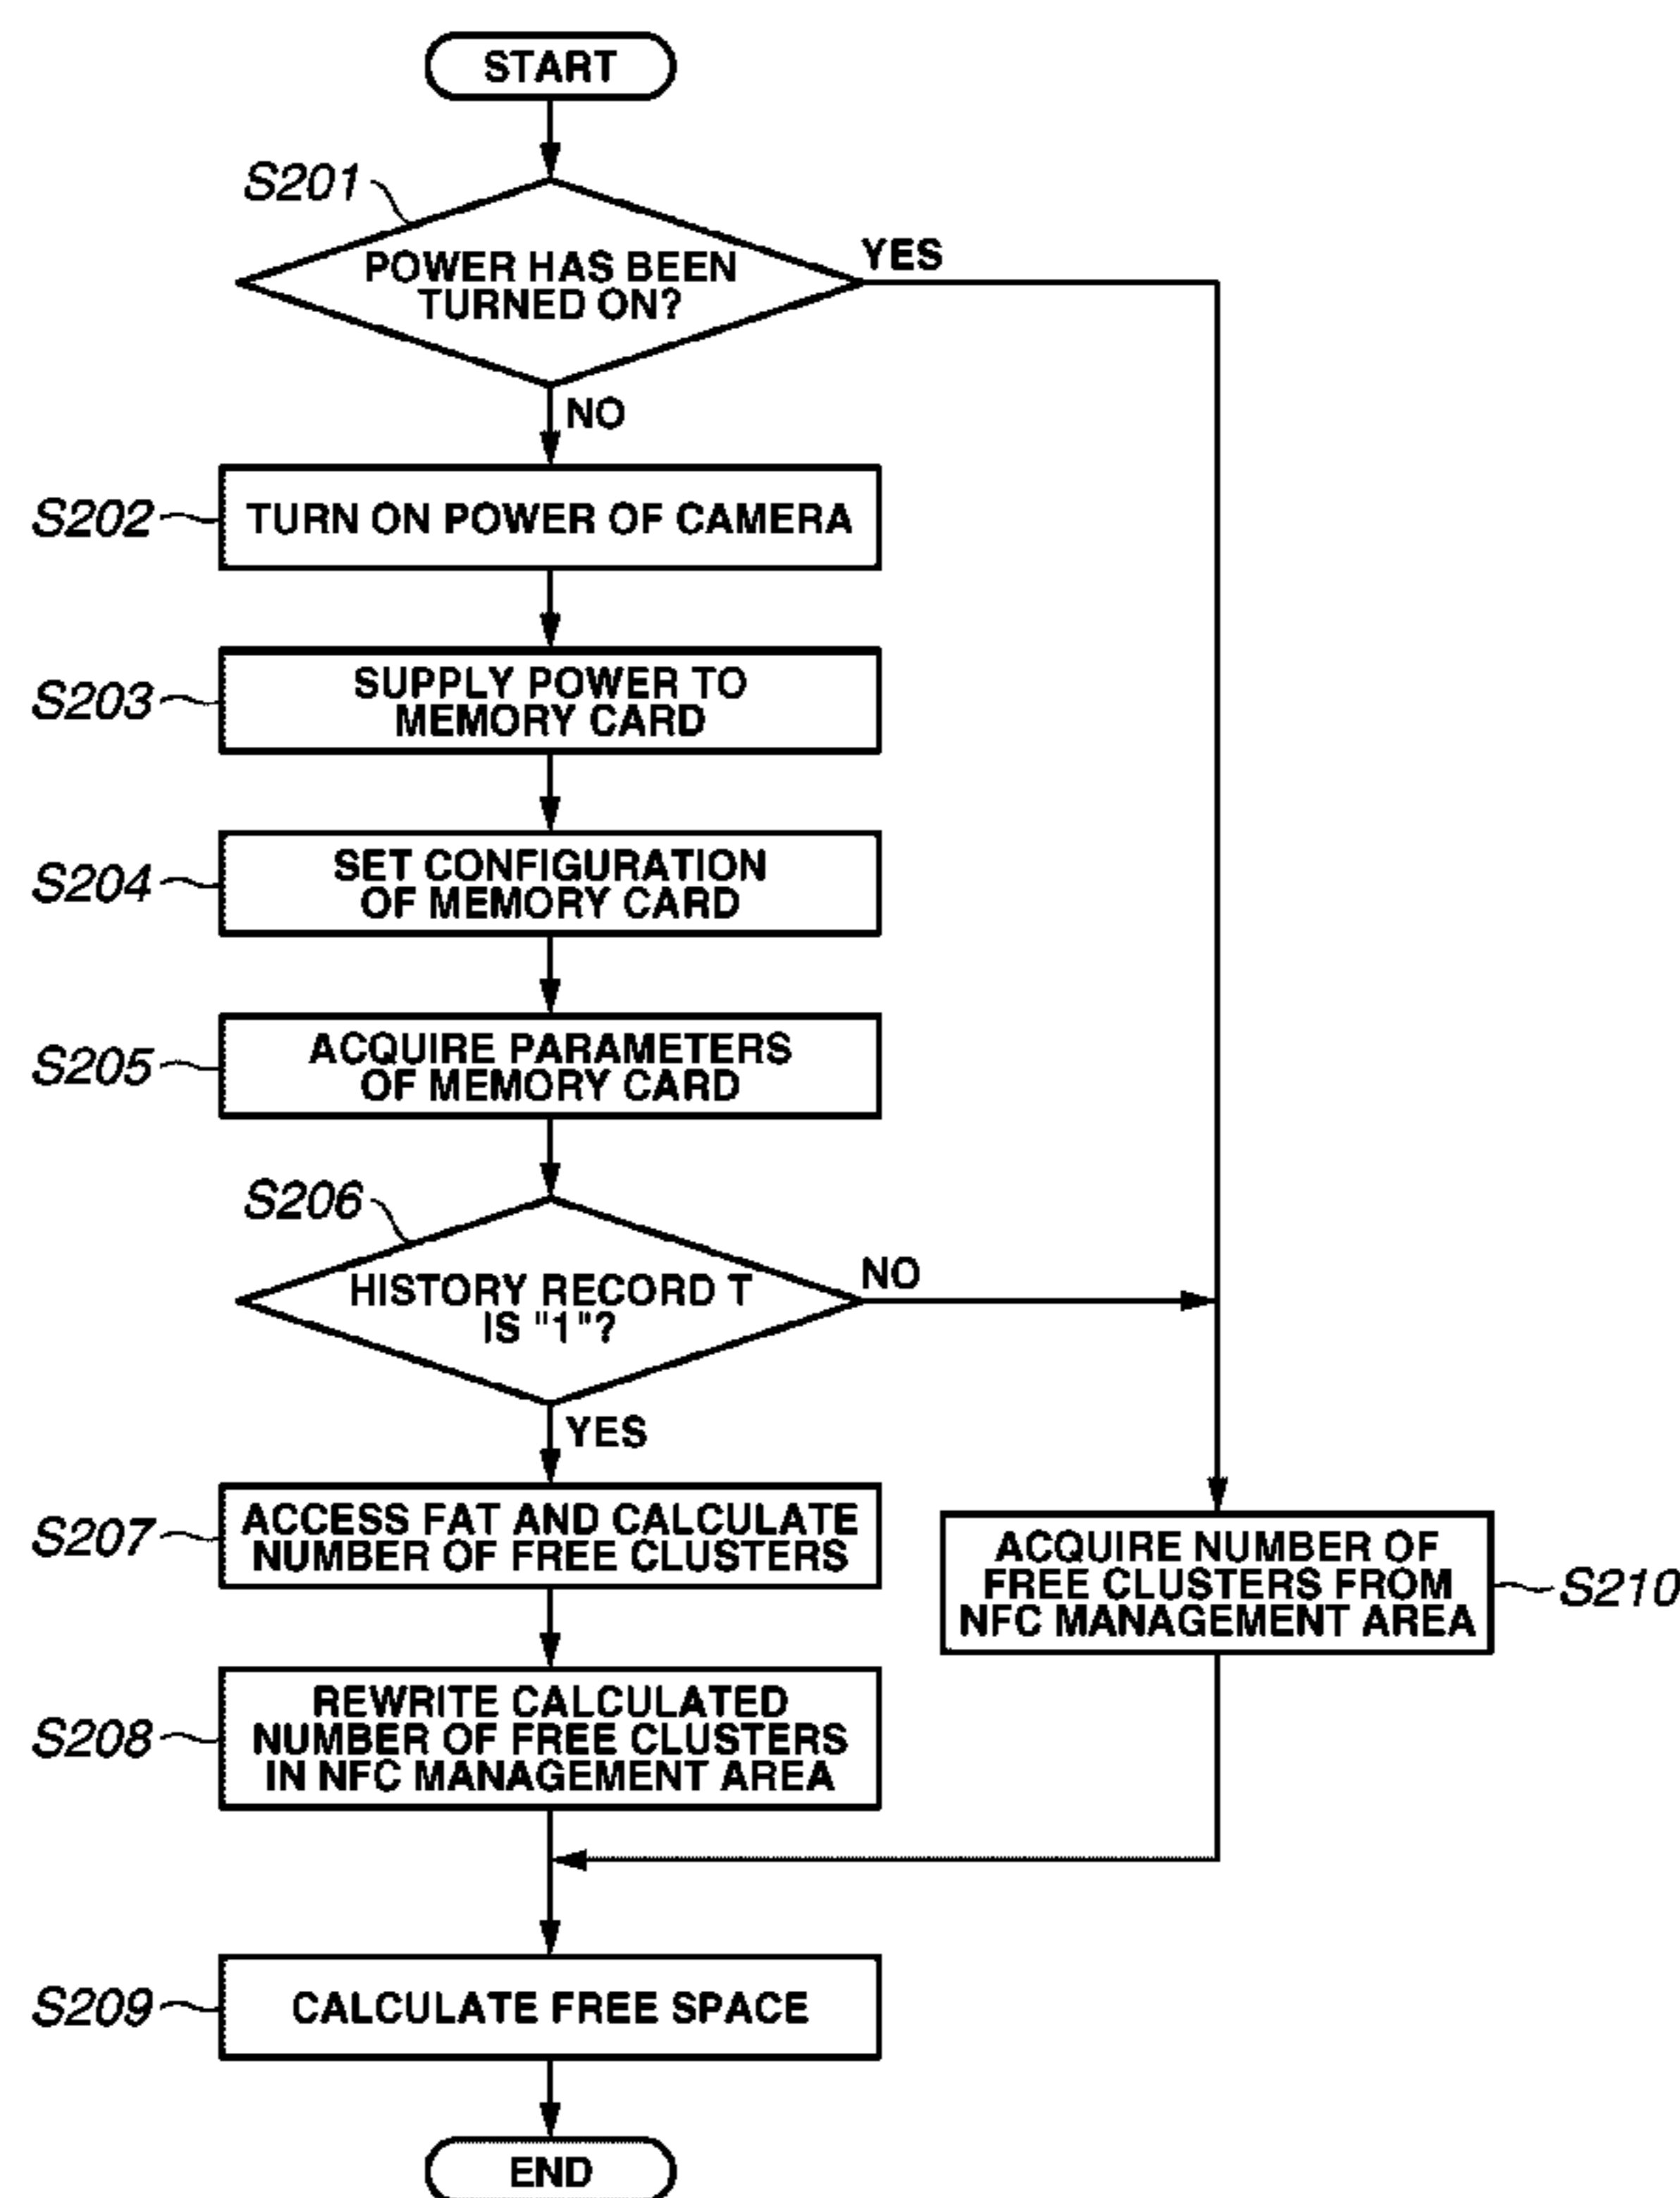 START
S201
POWER HAS BEEN
TURNED ON?
YES
NO
S202
TURN ON POWER OF CAMERA
S203
SUPPLY POWER TO
MEMORY CARD
S204
SET CONFIGURATION
OF MEMORY CARD
S205
ACQUIRE PARAMETERS
OF MEMORY CARD
S206
HISTORY RECORD T
IS "1"?
NO
YES
S207
ACCESS FAT AND CALCULATE
NUMBER OF FREE CLUSTERS
ACQUIRE NUMBER OF
FREE CLUSTERS FROM
NFC MANAGEMENT AREA
S210
S208
REWRITE CALCULATED
NUMBER OF FREE CLUSTERS
IN NFC MANAGEMENT AREA
S209
CALCULATE FREE SPACE
END